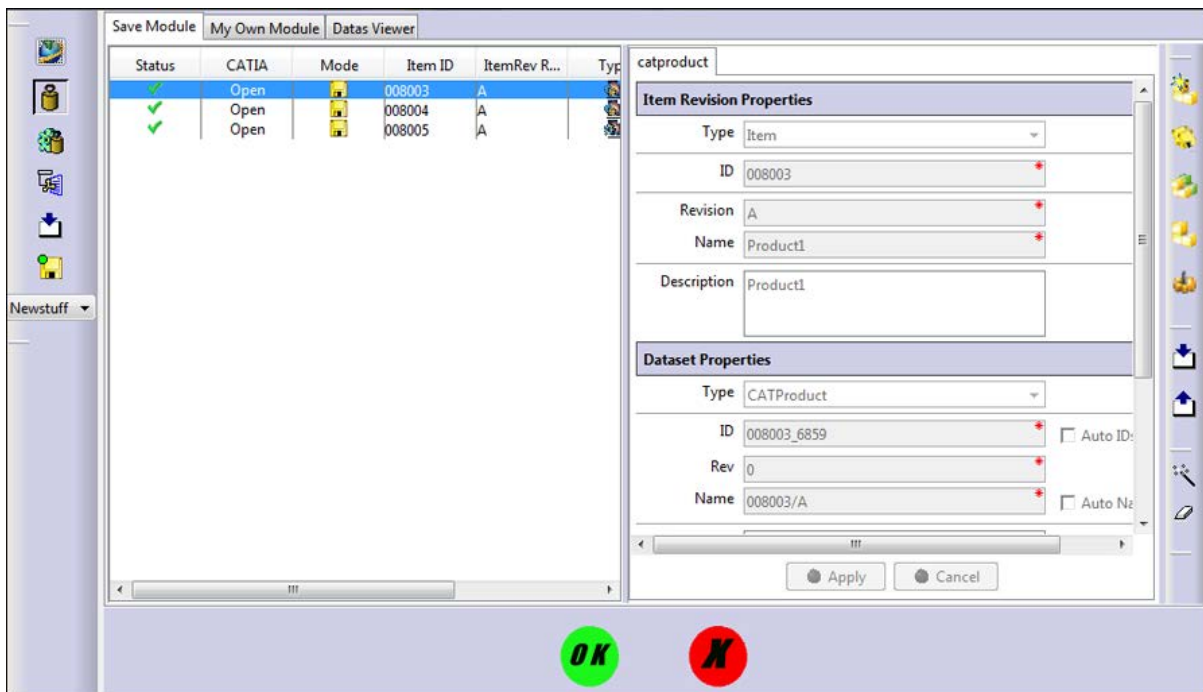 Save Module My Own Module Datas Viewer
Status CATIA Mode Item ID ItemRev R... Typ
Open 008003 A
Open 008004 A
Open 008005 A
Newstuff
catproduct
Item Revision Properties
Type Item
ID 008003 *
Revision A *
Name Product1 *
Description Product1
Dataset Properties
Type CATProduct
ID 008003_6859 * Auto IDs
Rev 0 *
Name 008003/A * Auto Na
Apply Cancel
OK X